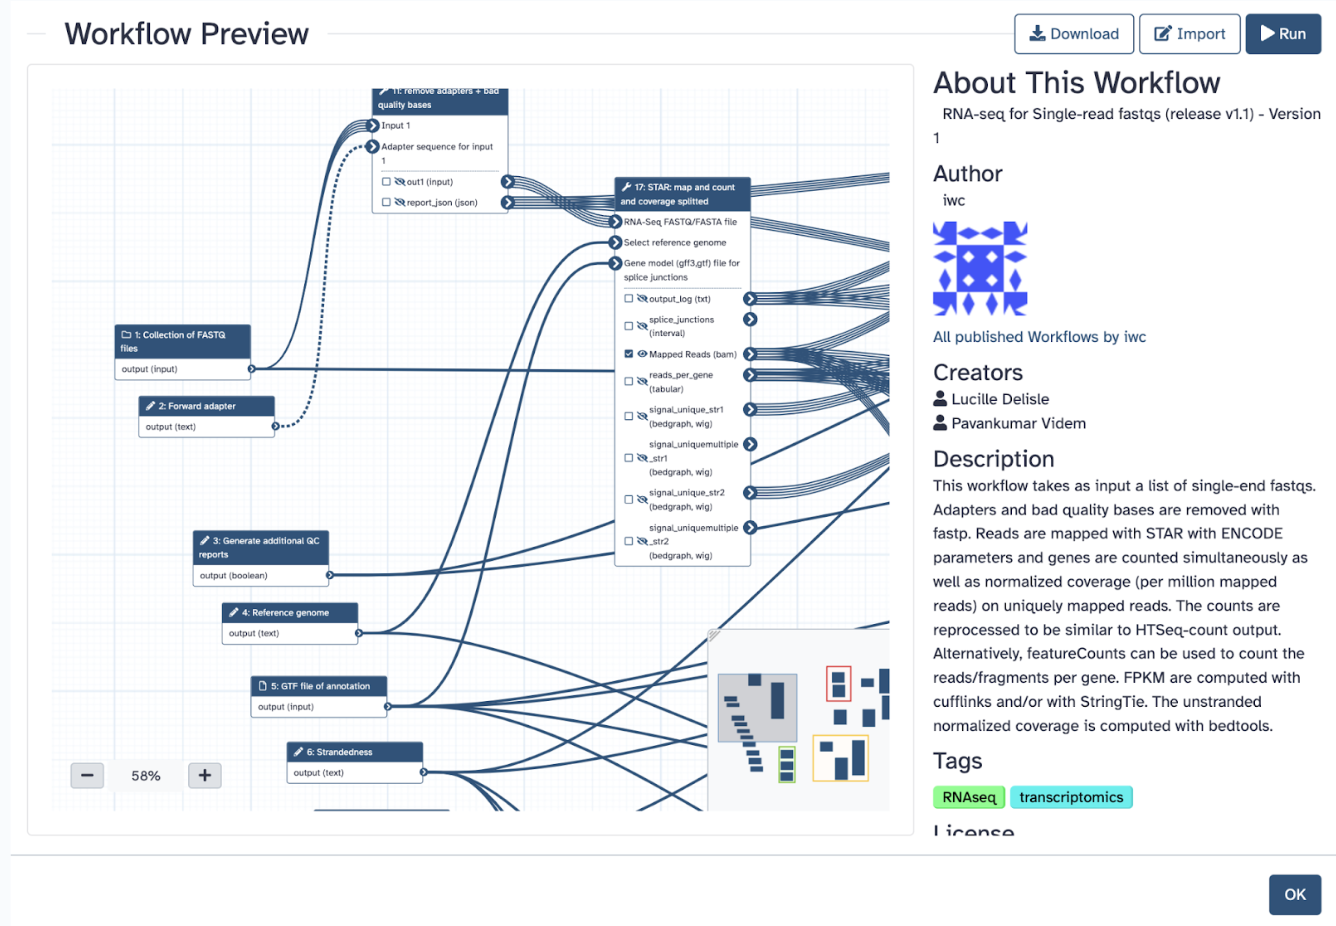 Workflow Preview
Download
Import
Run
11: remove adapters + bad
quality bases
Input 1
Adapter sequence for input
1
out1 (input)
report_json (json)
17: STAR: map and count
and coverage splitted
RNA-Seq FASTQ/FASTA file
Select reference genome
Gene model (gff3,gtf) file for
splice junctions
output_log (txt)
splice_junctions
(interval)
Mapped Reads (bam)
reads_per_gene
(tabular)
signal_unique_str1
(bedgraph, wig)
signal_uniquemultiple
_str1
(bedgraph, wig)
signal_unique_str2
(bedgraph, wig)
signal_uniquemultiple
_str2
(bedgraph, wig)
1: Collection of FASTQ
files
output (input)
2: Forward adapter
output (text)
3: Generate additional QC
reports
output (boolean)
4: Reference genome
output (text)
5: GTF file of annotation
output (input)
6: Strandedness
output (text)
58%
About This Workflow
RNA-seq for Single-read fastqs (release v1.1) - Version
1
Author
iwc
All published Workflows by iwc
Creators
Lucille Delisle
Pavankumar Videm
Description
This workflow takes as input a list of single-end fastqs.
Adapters and bad quality bases are removed with
fastp. Reads are mapped with STAR with ENCODE
parameters and genes are counted simultaneously as
well as normalized coverage (per million mapped
reads) on uniquely mapped reads. The counts are
reprocessed to be similar to HTSeq-count output.
Alternatively, featureCounts can be used to count the
reads/fragments per gene. FPKM are computed with
cufflinks and/or with StringTie. The unstranded
normalized coverage is computed with bedtools.
Tags
RNAseq
transcriptomics
License
OK